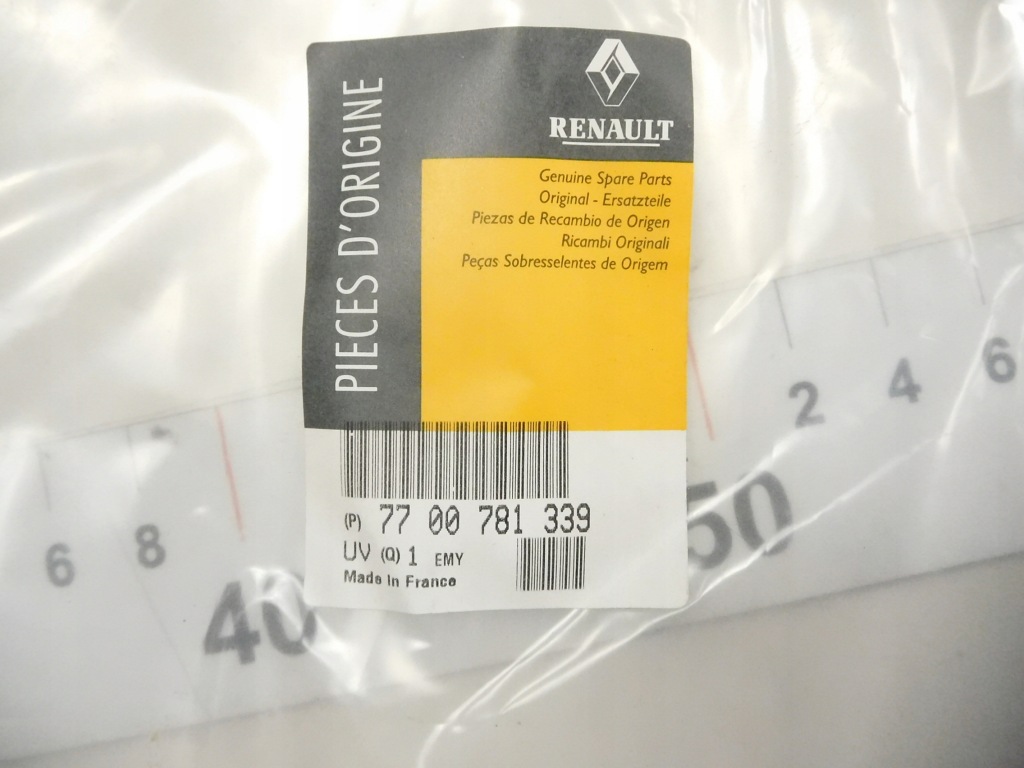 PIECES D'ORIGINE
RENAULT
Genuine Spare Parts
Original - Ersatzteile
Piezas de Recambio de Origen
Ricambi Originali
Peças Sobresselentes de Origem
(P) 77 00 781 339
UV (Q) 1 EMY
Made In France
6 8 40 50 2 4 6